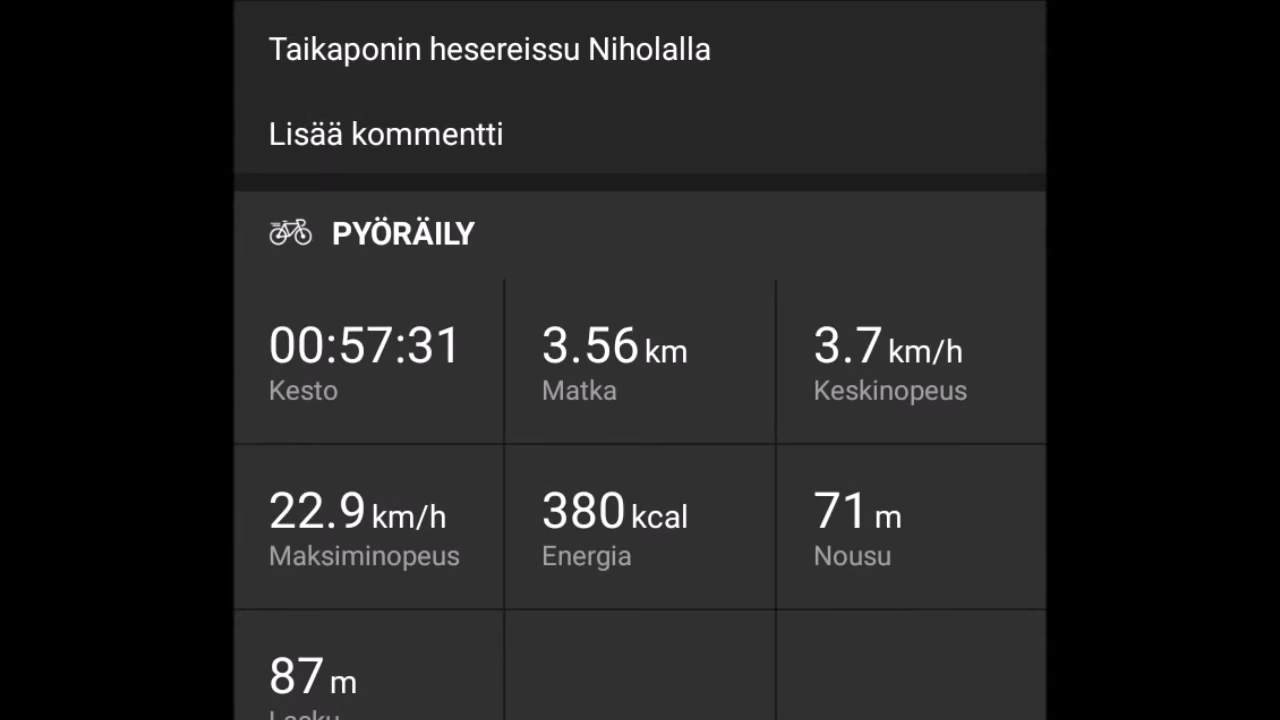 Taikaponin hesereissu Niholalla
Lisää kommentti
PYÖRÄILY
00:57:31 3.56 km 3.7 km/h
Kesto Matka Keskinopeus
22.9 km/h 380 kcal 71 m
Maksiminopeus Energia Nousu
87 m
Lasku